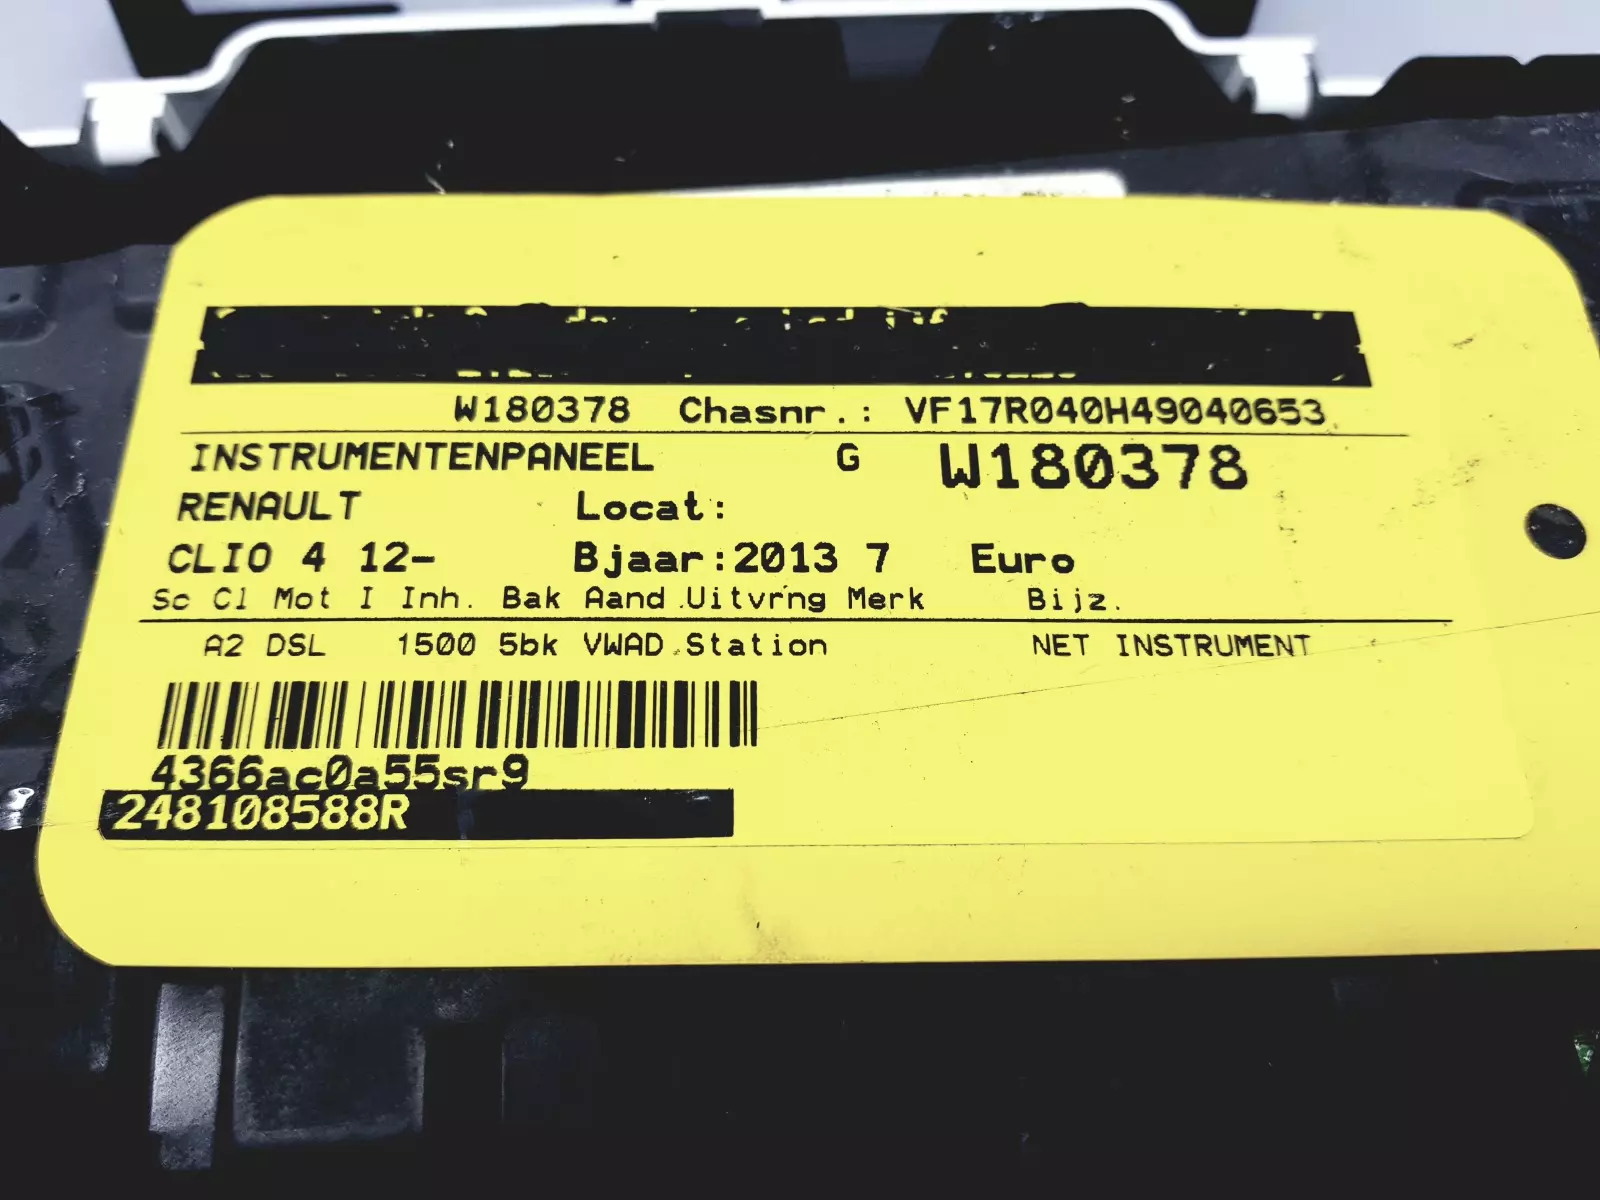 W180378 Chasnr.: VF17R040H49040653
INSTRUMENTENPANEEL G W180378
RENAULT Locat:
CLIO 4 12- Bjaar:2013 7 Euro
Sc Cl Mot I Inh. Bak Aand.Uitvrng Merk Bijz.
A2 DSL 1500 5bk VWAD.Station NET INSTRUMENT
4366ac0a55sr9
248108588R